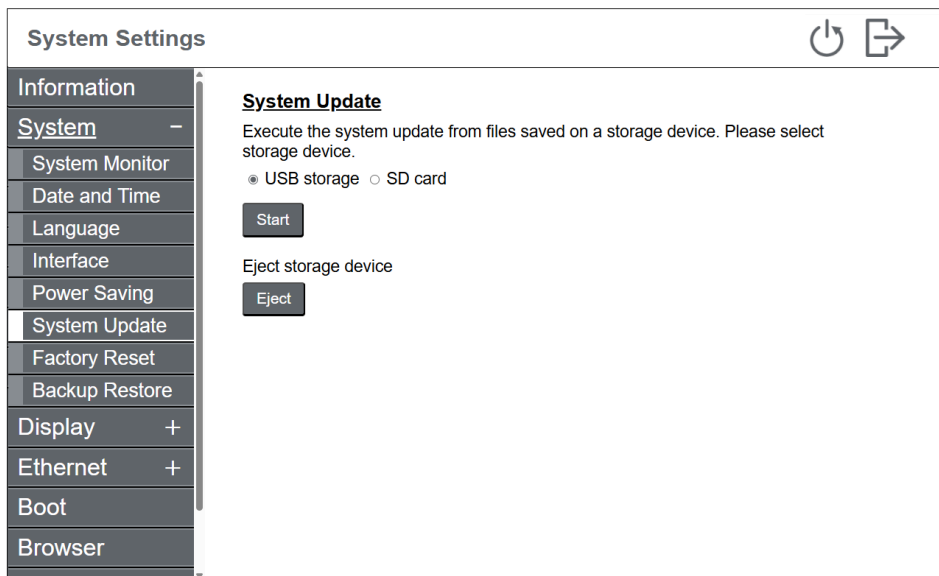 System Settings
Information
System −
System Monitor
Date and Time
Language
Interface
Power Saving
System Update
Factory Reset
Backup Restore
Display +
Ethernet +
Boot
Browser
System Update
Execute the system update from files saved on a storage device. Please select
storage device.
USB storage SD card
Start
Eject storage device
Eject